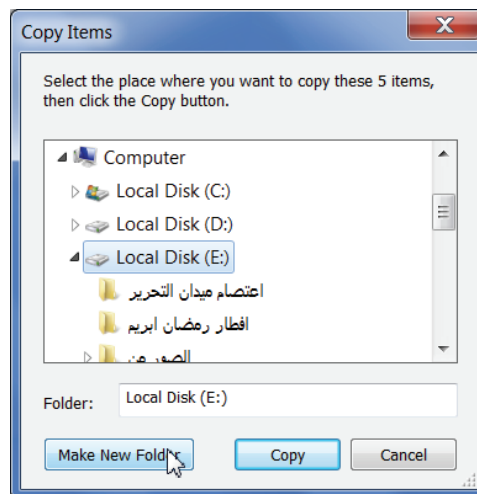 Copy Items
Select the place where you want to copy these 5 items,
then click the Copy button.
Computer
Local Disk (C:)
Local Disk (D:)
Local Disk (E:)
اعتصام ميدان التحرير
افطار رمضان ابريم
الصور من
Folder: Local Disk (E:)
Make New Folder Copy Cancel